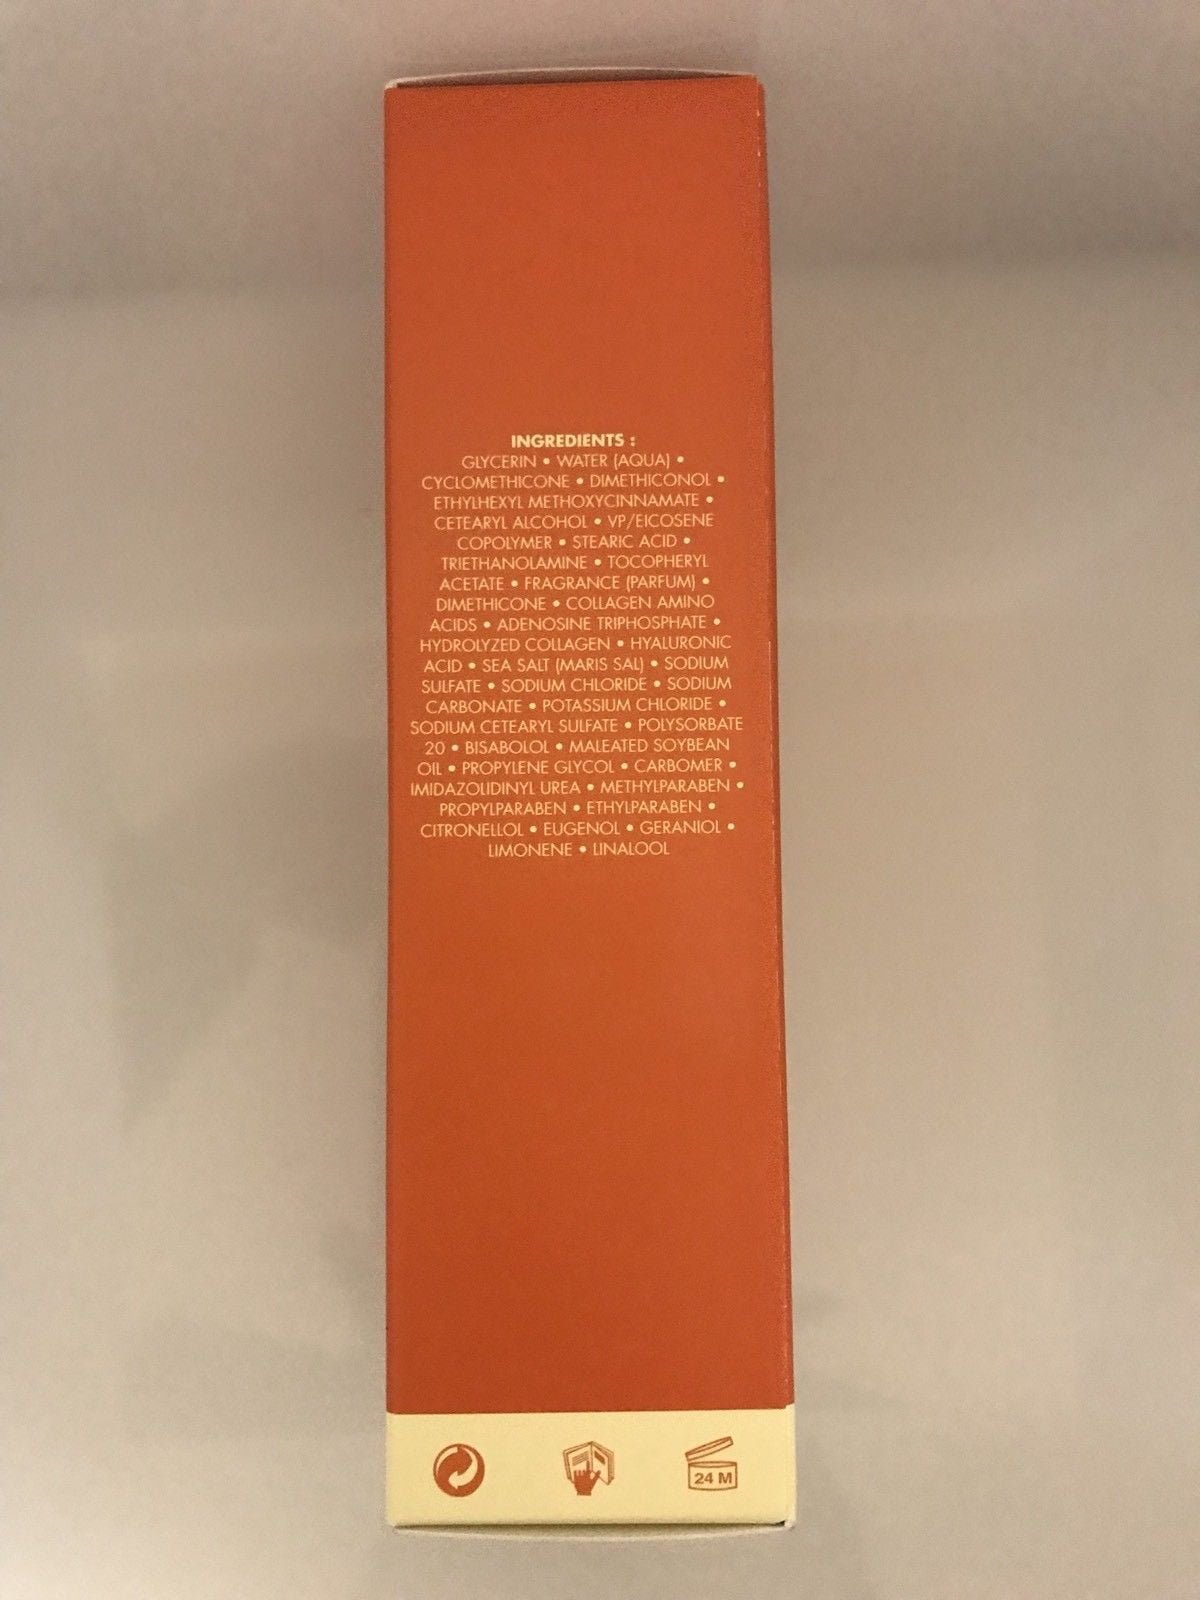 INGREDIENTS :
GLYCERIN • WATER (AQUA) •
CYCLOMETHICONE • DIMETHICONOL •
ETHYLHEXYL METHOXYCINNAMATE •
CETEARYL ALCOHOL • VP/EICOSENE
COPOLYMER • STEARIC ACID •
TRIETHANOLAMINE • TOCOPHERYL
ACETATE • FRAGRANCE (PARFUM) •
DIMETHICONE • COLLAGEN AMINO
ACIDS • ADENOSINE TRIPHOSPHATE •
HYDROLYZED COLLAGEN • HYALURONIC
ACID • SEA SALT (MARIS SAL) • SODIUM
SULFATE • SODIUM CHLORIDE • SODIUM
CARBONATE • POTASSIUM CHLORIDE •
SODIUM CETEARYL SULFATE • POLYSORBATE
20 • BISABOLOL • MALEATED SOYBEAN
OIL • PROPYLENE GLYCOL • CARBOMER •
IMIDAZOLIDINYL UREA • METHYLPARABEN •
PROPYLPARABEN • ETHYLPARABEN •
CITRONELLOL • EUGENOL • GERANIOL •
LIMONENE • LINALOOL
24 M